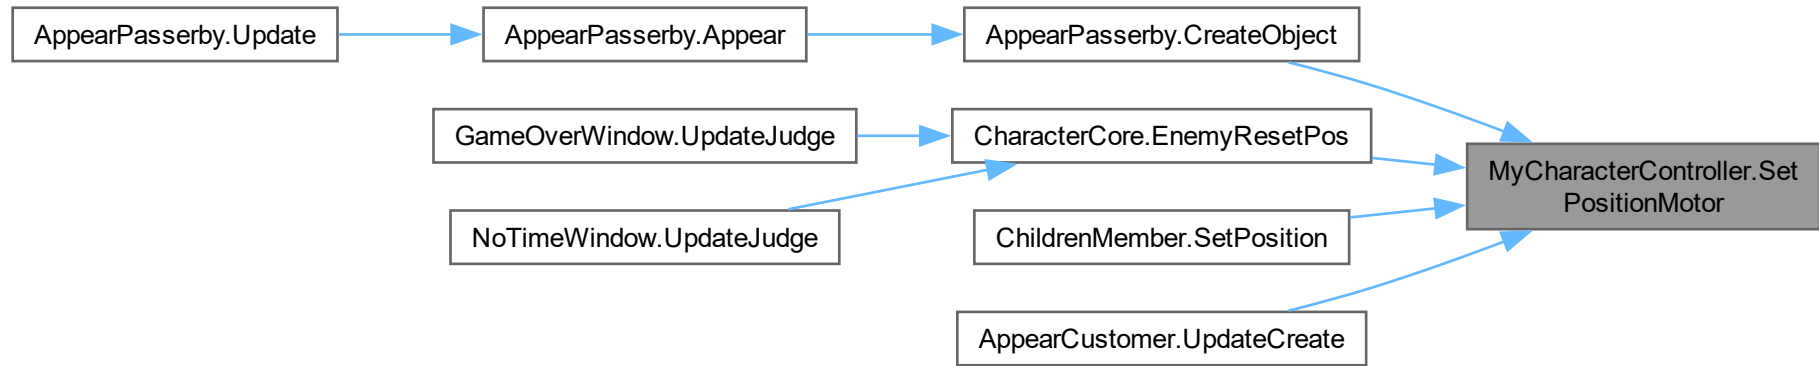 AppearPasserby.Update
AppearPasserby.Appear
AppearPasserby.CreateObject
GameOverWindow.UpdateJudge
CharacterCore.EnemyResetPos
MyCharacterController.Set
PositionMotor
NoTimeWindow.UpdateJudge
ChildrenMember.SetPosition
AppearCustomer.UpdateCreate